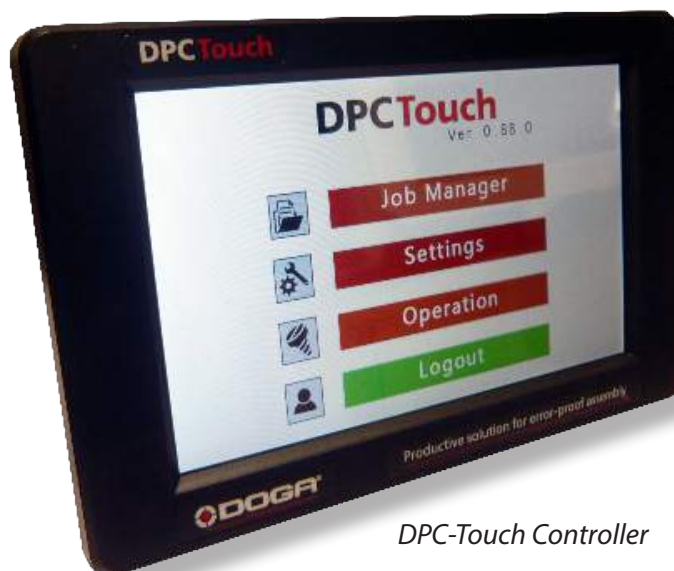 DPCTouch
DPCTouch
Ver 0.88.0
Job Manager
Settings
Operation
Logout
Productive solution for error-proof assembly
DOGA
DPC-Touch Controller